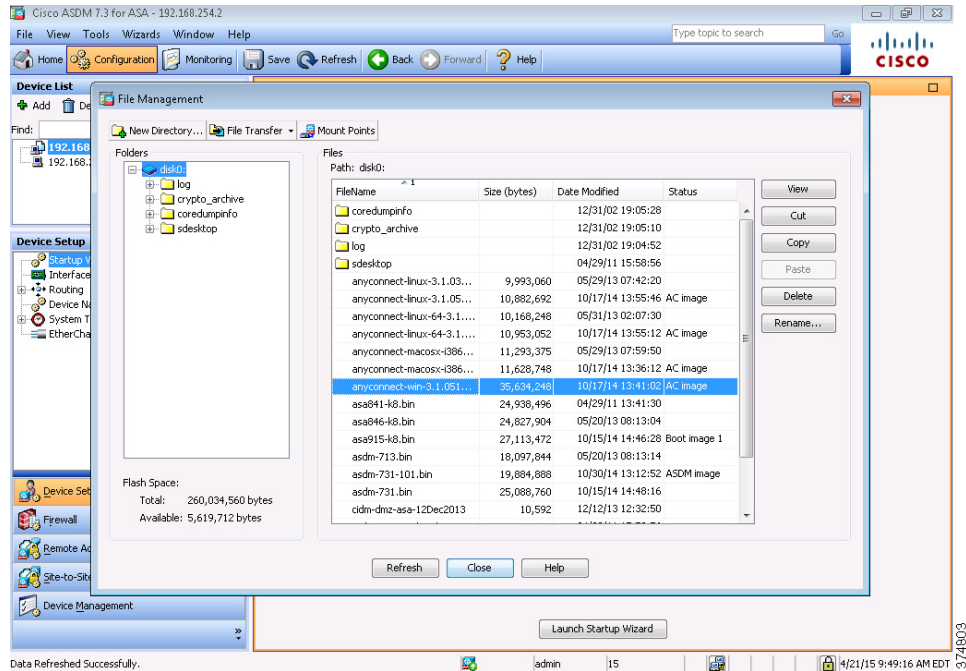 Cisco ASDM 7.3 for ASA - 192.168.254.2
File View Tools Wizards Window Help
Type topic to search Go
Home Configuration Monitoring Save Refresh Back Forward Help
CISCO
Device List
Add De
Find:
192.168
192.168.
Device Setup
Startup W
Interface
Routing
Device Na
System T
EtherCha
Device Set
Firewall
Remote Ac
Site-to-Site
Device Management
File Management
New Directory... File Transfer Mount Points
Folders
disk0:
log
crypto_archive
coredumpinfo
sdesktop
Flash Space:
Total: 260,034,560 bytes
Available: 5,619,712 bytes
Files
Path: disk0:
FileName 1 Size (bytes) Date Modified Status
coredumpinfo 12/31/02 19:05:28
crypto_archive 12/31/02 19:05:10
log 12/31/02 19:04:52
sdesktop 04/29/11 15:58:56
anyconnect-linux-3.1.03... 9,993,060 05/29/13 07:42:20
anyconnect-linux-3.1.05... 10,882,692 10/17/14 13:55:46 AC image
anyconnect-linux-64-3.1.... 10,168,248 05/31/13 02:07:30
anyconnect-linux-64-3.1.... 10,953,052 10/17/14 13:55:12 AC image
anyconnect-macosx-i386... 11,293,375 05/29/13 07:59:50
anyconnect-macosx-i386... 11,628,748 10/17/14 13:36:12 AC image
anyconnect-win-3.1.051... 35,634,248 10/17/14 13:41:02 AC image
asa841-k8.bin 24,938,496 04/29/11 13:41:30
asa846-k8.bin 24,827,904 05/20/13 08:13:04
asa915-k8.bin 27,113,472 10/15/14 14:46:28 Boot image 1
asdm-713.bin 18,097,844 05/20/13 08:13:14
asdm-731-101.bin 19,884,888 10/30/14 13:12:52 ASDM image
asdm-731.bin 25,088,760 10/15/14 14:48:16
cidm-dmz-asa-12Dec2013 10,592 12/12/13 12:32:50
View
Cut
Copy
Paste
Delete
Rename...
Refresh Close Help
Launch Startup Wizard
Data Refreshed Successfully. admin 15 4/21/15 9:49:16 AM EDT
374803